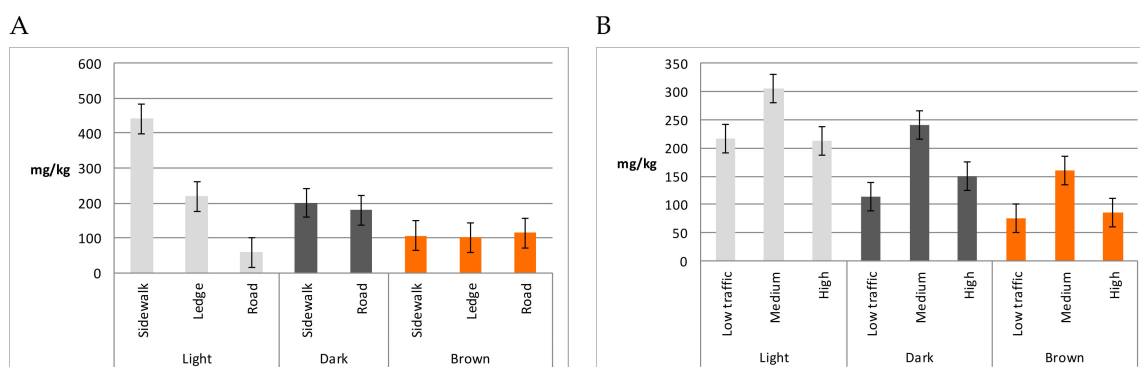 A
600
500
400
300
200
100
0
mg/kg
Sidewalk
Ledge
Road
Sidewalk
Road
Sidewalk
Ledge
Road
Light
Dark
Brown
B
350
300
250
200
150
100
50
0
mg/kg
Low traffic
Medium
High
Low traffic
Medium
High
Low traffic
Medium
High
Light
Dark
Brown